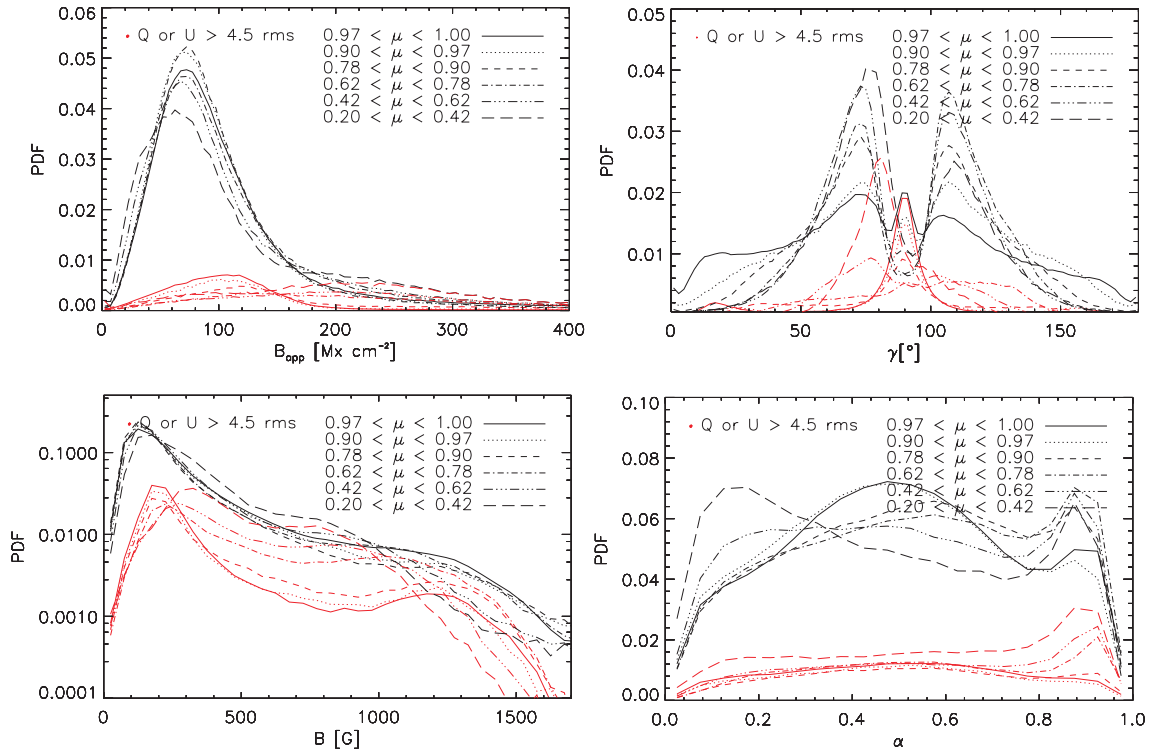 0.06
0.05
0.04
0.03
0.02
0.01
0.00
PDF
• Q or U > 4.5 rms
0.97 < μ < 1.00
0.90 < μ < 0.97
0.78 < μ < 0.90
0.62 < μ < 0.78
0.42 < μ < 0.62
0.20 < μ < 0.42
0 100 200 300 400
B_app [Mx cm⁻²]
0.05
0.04
0.03
0.02
0.01
PDF
• Q or U > 4.5 rms
0.97 < μ < 1.00
0.90 < μ < 0.97
0.78 < μ < 0.90
0.62 < μ < 0.78
0.42 < μ < 0.62
0.20 < μ < 0.42
0 50 100 150
γ[°]
0.1000
0.0100
0.0010
0.0001
PDF
• Q or U > 4.5 rms
0.97 < μ < 1.00
0.90 < μ < 0.97
0.78 < μ < 0.90
0.62 < μ < 0.78
0.42 < μ < 0.62
0.20 < μ < 0.42
0 500 1000 1500
B [G]
0.10
0.08
0.06
0.04
0.02
0.00
PDF
• Q or U > 4.5 rms
0.97 < μ < 1.00
0.90 < μ < 0.97
0.78 < μ < 0.90
0.62 < μ < 0.78
0.42 < μ < 0.62
0.20 < μ < 0.42
0.0 0.2 0.4 0.6 0.8 1.0
α